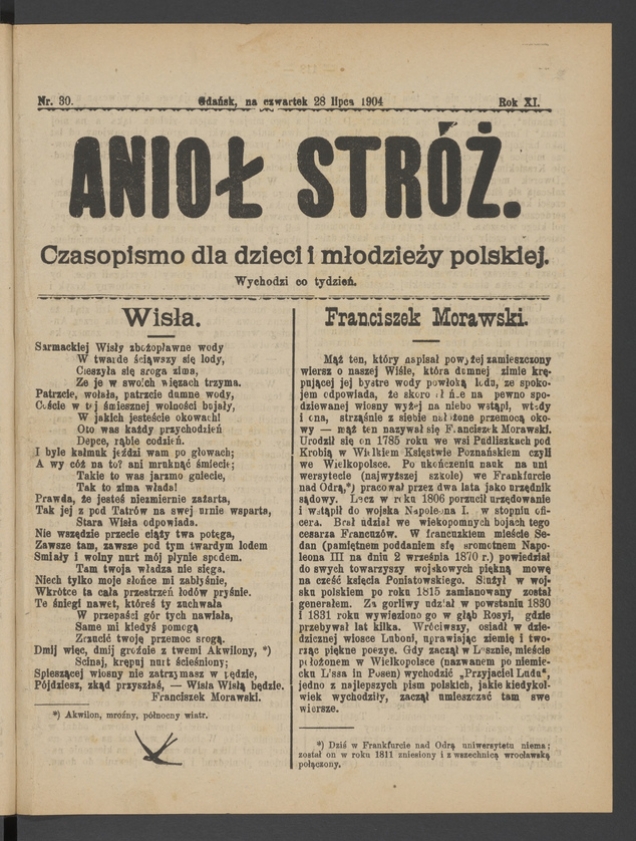 Nr. 30.
Gdańsk, na czwartek 28 lipca 1904
Rok XI.
ANIOŁ STRÓŻ.
Czasopismo dla dzieci i młodzieży polskiej.
Wychodzi co tydzień.
Wisła.
Sarmackiej Wisły zbożopławne wody
W twarde ściąwszy się lody,
Cieszyła się sroga zima,
Że je w swoich więzach trzyma.
Patrzcie, wołała, patrzcie dumne wody,
Coście w tej śmiesznej wolności bujały,
W jakich jesteście okowach!
Oto was każdy przychodzień
Depce, rąbie codzień.
I byle kałmuk jeździ wam po głowach;
A wy cóż na to? ani mruknąć śmiecie;
Takie to was jarzmo gniecie,
Tak to zima włada!
Prawda, że jesteś niezmiernie zażarta,
Tak jej z pod Tatrów na swej urnie wsparta,
Stara Wisła odpowiada.
Nie wszędzie przecie ciąży twa potęga,
Zawsze tam, zawsze pod tym twardym lodem
Śmiały i wolny nurt mój płynie spodem.
Tam twoja władza nie sięga.
Niech tylko moje słońce mi zabłyśnie,
Wkrótce ta cała przestrzeń lodów pryśnie.
Te śniegi nawet, któreś ty zuchwała
W przepaści gór tych nawiała,
Same mi kiedyś pomogą
Zrzucić twoję przemoc srogą.
Dmij więc, dmij groźnie z twemi Akwilony, *)
Ścinaj, krępuj nurt ścieśniony;
Spieszącej wiosny nie zatrzymasz w pędzie,
Pójdziesz, zkąd przyszłaś, — Wisła Wisłą będzie.
Franciszek Morawski.
*) Akwilon, mroźny, północny wiatr.
Franciszek Morawski.
Mąż ten, który napisał powyżej zamieszczony
wiersz o naszej Wiśle, która dumnej zimie krę-
pującej jej bystre wody powłoką lodu, ze spoko-
jem odpowiada, że skoro słońce na pewno spo-
dziewanej wiosny wyżej na niebo wstąpi, wtedy
i ona, strząśnie z siebie nałożone przemocą oko-
wy — mąż ten nazywał się Franciszek Morawski.
Urodził się on 1785 roku we wsi Pudliszkach pod
Krobią w Wielkiem Księstwie Poznańskiem czyli
we Wielkopolsce. Po ukończeniu nauk na uni
wersytecie (najwyższej szkole) we Frankfurcie
nad Odrą,*) pracował przez dwa lata jako urzędnik
sądowy. Lecz w roku 1806 porzucił urzędowanie
i wstąpił do wojska Napoleona I. w stopniu ofi-
cera. Brał udział we wiekopomnych bojach tego
cesarza Francuzów. W francuzkiem mieście Se-
dan (pamiętnem poddaniem się sromotnem Napo-
leona III na dniu 2 września 1870 r.) powiedział
do swych towarzyszy wojskowych piękną mowę
na cześć księcia Poniatowskiego. Służył w woj-
sku polskiem po roku 1815 zamianowany został
generałem. Za gorliwy udział w powstaniu 1830
i 1831 roku wywieziono go w głąb Rosyi, gdzie
przebywał lat kilka. Wróciwszy, osiadł w dzie-
dzicznej wiosce Luboni, uprawiając ziemię i two-
rząc piękne poezye. Gdy zaczął w Lesznie, mieście
położonem w Wielkopolsce (nazwanem po niemie-
cku Lissa in Posen) wychodzić „Przyjaciel Ludu“,
jedno z najlepszych pism polskich, jakie kiedykol-
wiek wychodziły, zaczął umieszczać tam swe
wiersze.
*) Dziś w Frankfurcie nad Odrą uniwersytetu niema;
został on w roku 1811 zniesiony i z wszechnicą wrocławską
połączony.